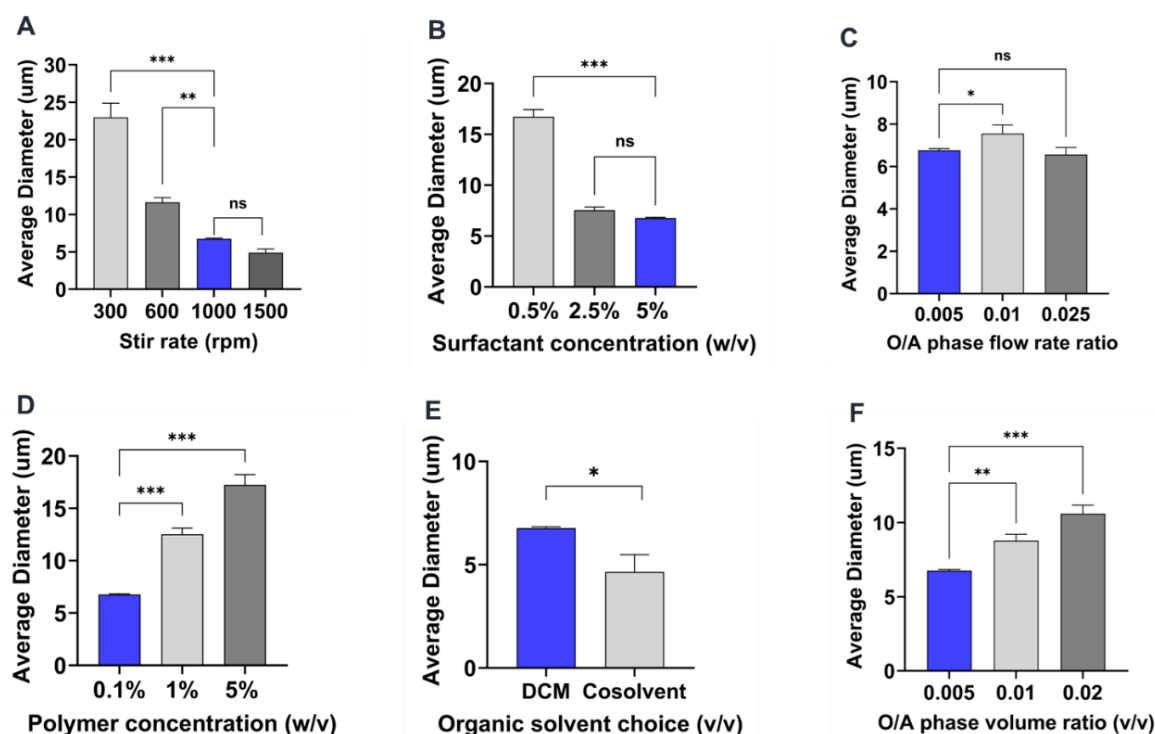 A
Average Diameter (um)
30
25
20
15
10
5
0
***
**
ns
300 600 1000 1500
Stir rate (rpm)
B
Average Diameter (um)
20
15
10
5
0
***
ns
0.5% 2.5% 5%
Surfactant concentration (w/v)
C
Average Diameter (um)
10
8
6
4
2
0
ns
*
0.005 0.01 0.025
O/A phase flow rate ratio
D
Average Diameter (um)
20
15
10
5
0
***
***
0.1% 1% 5%
Polymer concentration (w/v)
E
Average Diameter (um)
10
5
0
*
DCM Cosolvent
Organic solvent choice (v/v)
F
Average Diameter (um)
15
10
5
0
***
**
0.005 0.01 0.02
O/A phase volume ratio (v/v)